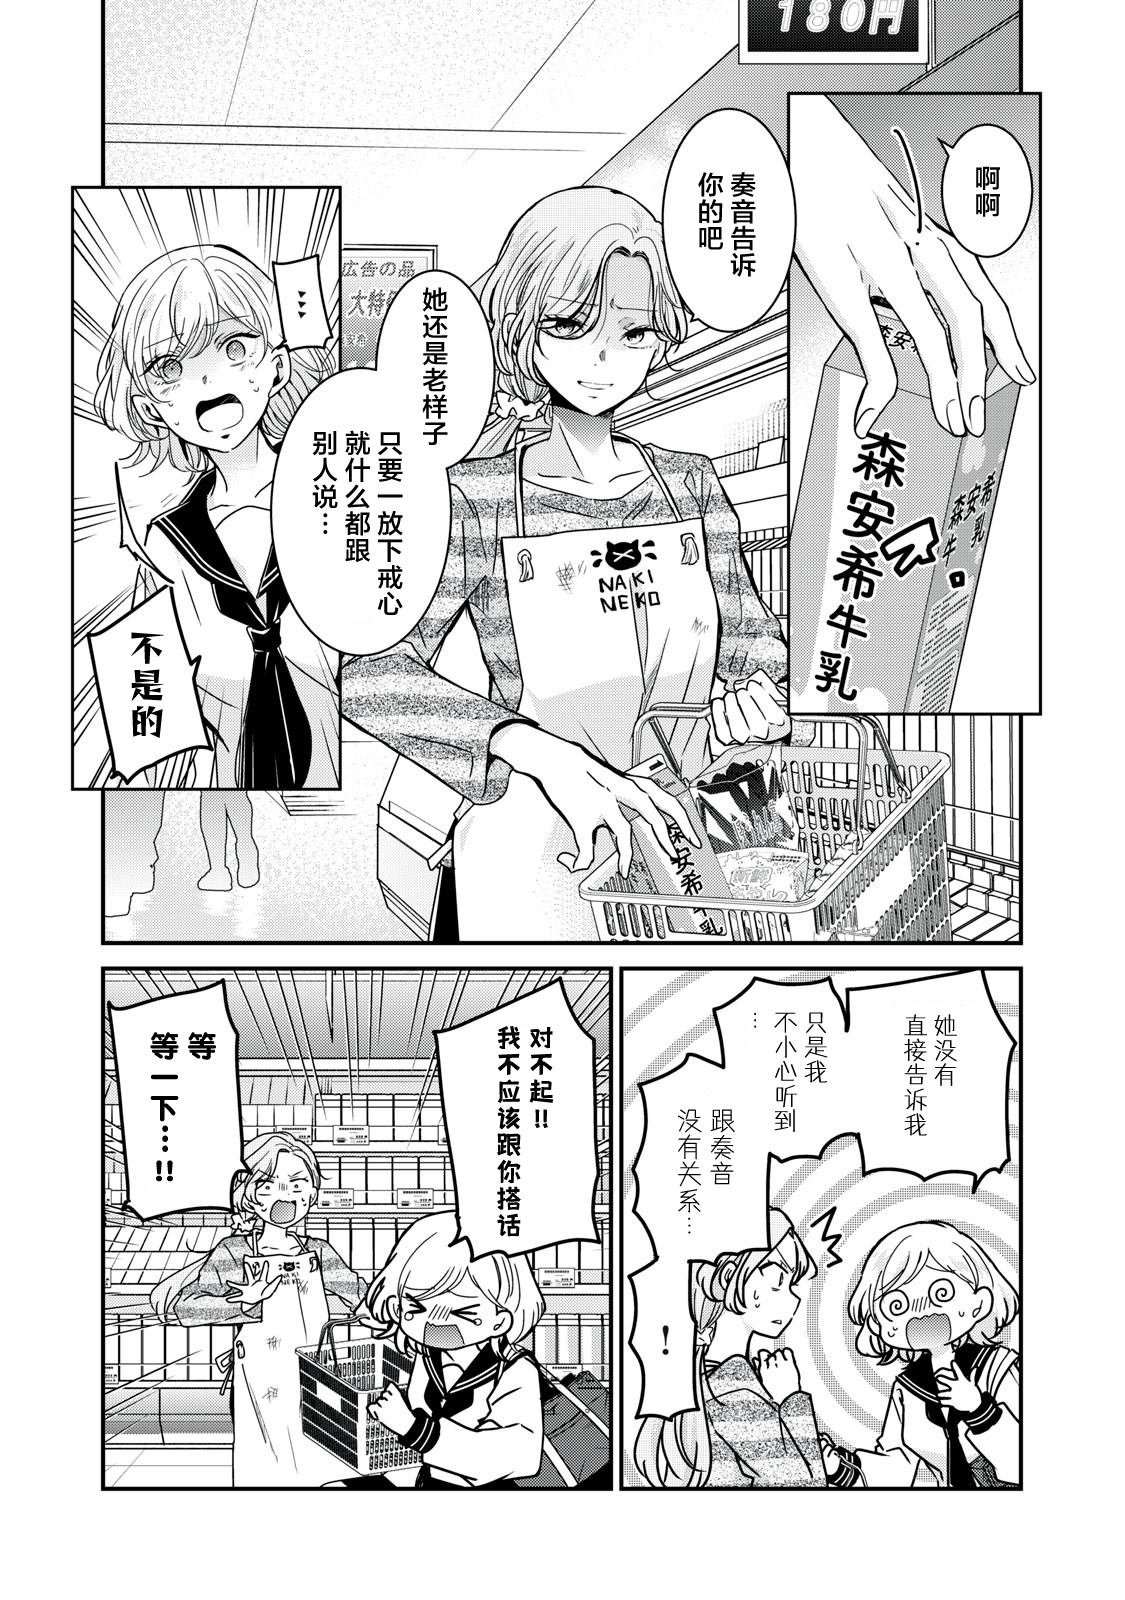 180円
啊啊
森安希牛乳
森安希
牛乳
森安希
奏音告诉
你的吧
她还是老样子
只要一放下戒心
就什么都跟
别人说…
広告の品
大特価
NAKI
NEKO
森安希牛乳
…
不是的
她没有
直接告诉我
只是我
不小心听到
…
跟奏音
没有关系…
!
对不起!!
我不应该跟你搭话
等
等一下…!!
NAKI
NEKO